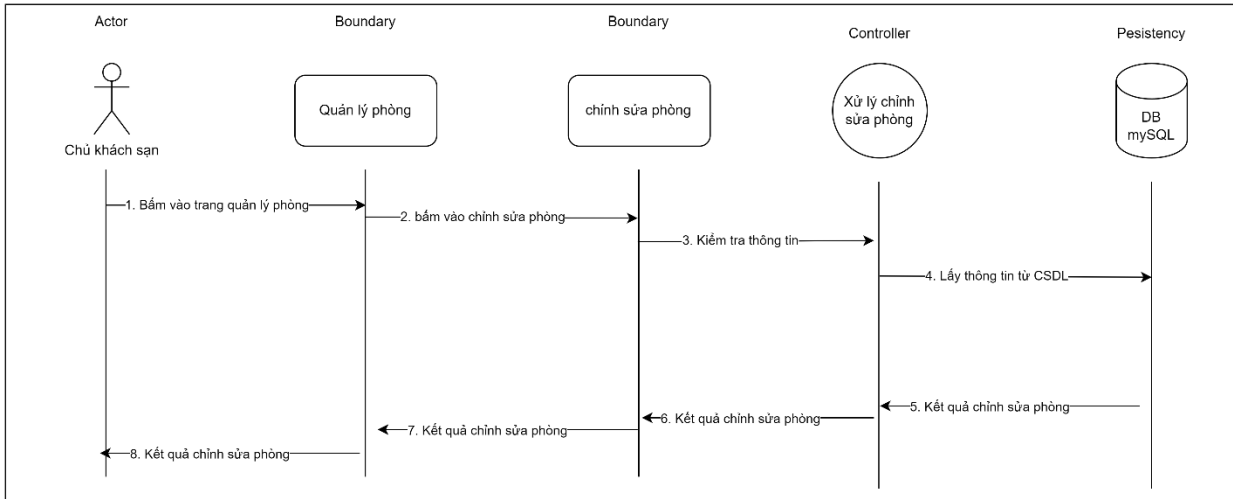 Actor
Boundary
Boundary
Controller
Pesistency
Quản lý phòng
chỉnh sửa phòng
Xử lý chỉnh
sửa phòng
DB
mySQL
Chủ khách sạn
1. Bấm vào trang quản lý phòng
2. bấm vào chỉnh sửa phòng
3. Kiểm tra thông tin
4. Lấy thông tin từ CSDL
5. Kết quả chỉnh sửa phòng
6. Kết quả chỉnh sửa phòng
7. Kết quả chỉnh sửa phòng
8. Kết quả chỉnh sửa phòng